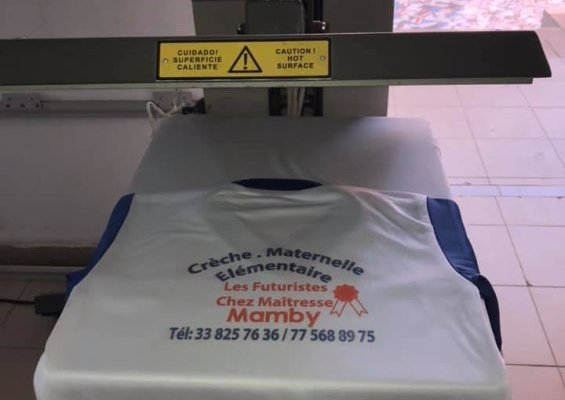 CUIDADO!
SUPERFICIE
CALIENTE
CAUTION!
HOT
SURFACE
Crèche . Maternelle
Elémentaire
Les Futuristes
Chez Maîtresse
Mamby
Tél: 33 825 76 36 / 77 568 89 75